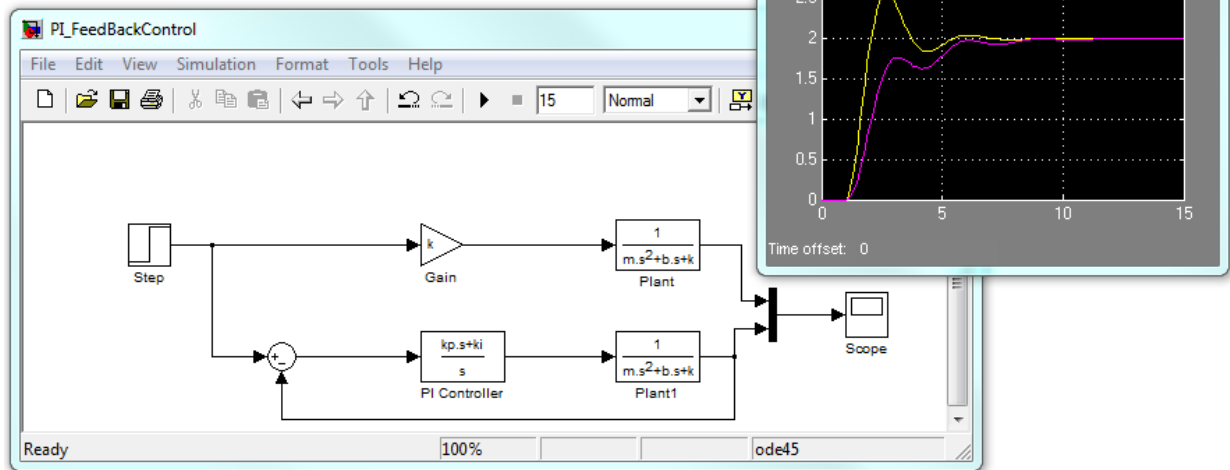 PI_FeedBackControl
File Edit View Simulation Format Tools Help
15 Normal
Step
k
Gain
1
m.s2+b.s+k
Plant
kp.s+ki
s
PI Controller
1
m.s2+b.s+k
Plant1
Scope
Ready 100% ode45
2.5
2
1.5
1
0.5
0
0 5 10 15
Time offset: 0